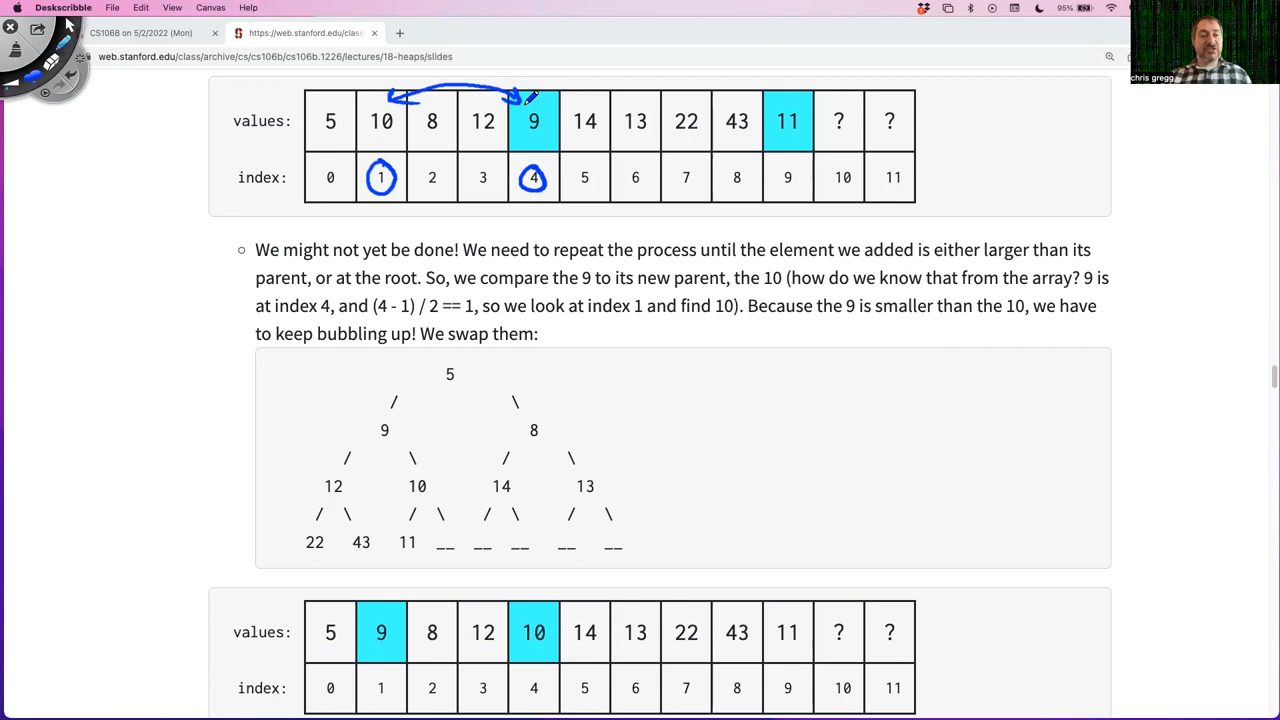 Deskscribble File Edit View Canvas Help 95%
CS106B on 5/2/2022 (Mon) https://web.stanford.edu/class
web.stanford.edu/class/archive/cs/cs106b/cs106b.1226/lectures/18-heaps/slides
chris gregg
values: 5 10 8 12 9 14 13 22 43 11 ? ?
index: 0 1 2 3 4 5 6 7 8 9 10 11
We might not yet be done! We need to repeat the process until the element we added is either larger than its
parent, or at the root. So, we compare the 9 to its new parent, the 10 (how do we know that from the array? 9 is
at index 4, and (4 - 1) / 2 == 1, so we look at index 1 and find 10). Because the 9 is smaller than the 10, we have
to keep bubbling up! We swap them:
5
/ \
9 8
/ \ / \
12 10 14 13
/ \ / \ / \ / \
22 43 11 __ __ __ __ __
values: 5 9 8 12 10 14 13 22 43 11 ? ?
index: 0 1 2 3 4 5 6 7 8 9 10 11